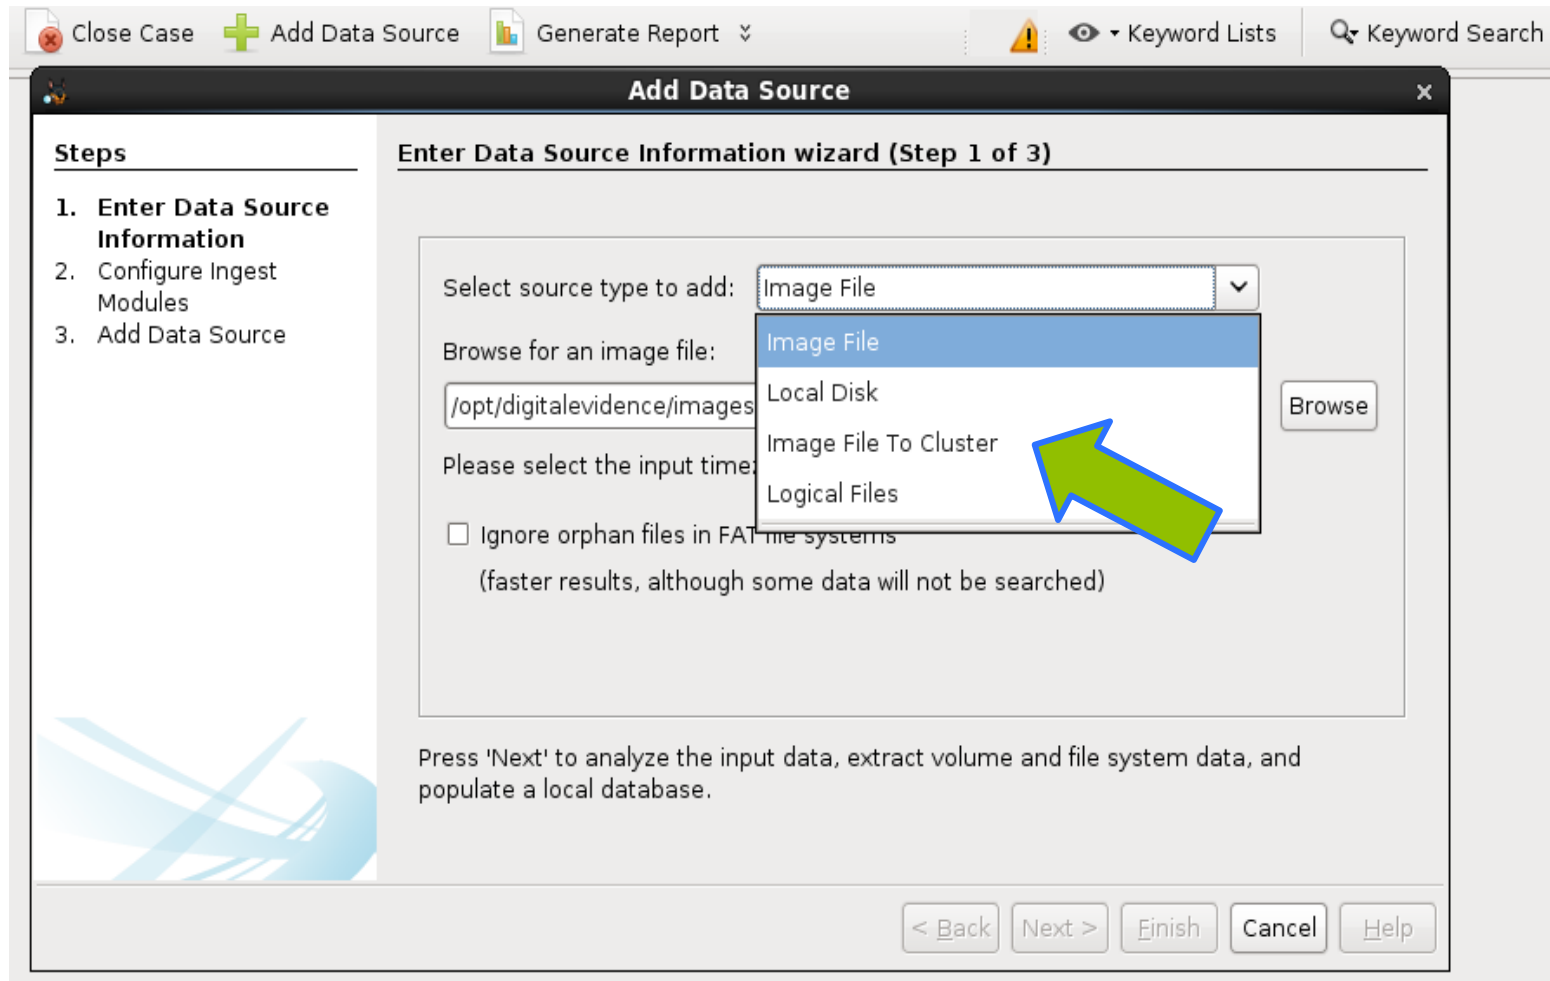 Close Case Add Data Source Generate Report Keyword Lists Keyword Search
Add Data Source
Steps
1. Enter Data Source
Information
2. Configure Ingest
Modules
3. Add Data Source
Enter Data Source Information wizard (Step 1 of 3)
Select source type to add: Image File
Image File
Local Disk
Image File To Cluster
Logical Files
Browse for an image file:
/opt/digitalevidence/images
Browse
Please select the input
Ignore orphan files in FAT file systems
(faster results, although some data will not be searched)
Press 'Next' to analyze the input data, extract volume and file system data, and
populate a local database.
< Back Next > Finish Cancel Help